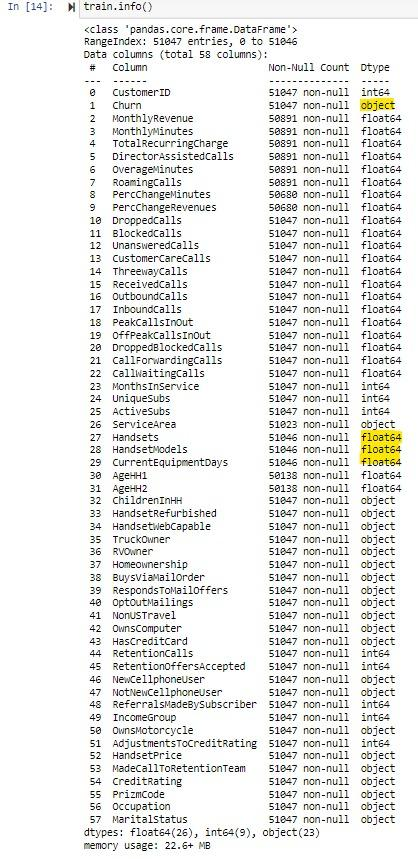 In [14]: train.info()
<class 'pandas.core.frame.DataFrame'>
RangeIndex: 51047 entries, 0 to 51046
Data columns (total 58 columns):
# Column Non-Null Count Dtype
--- ------ -------------- -----
0 CustomerID 51047 non-null int64
1 Churn 51047 non-null object
2 MonthlyRevenue 50891 non-null float64
3 MonthlyMinutes 50891 non-null float64
4 TotalRecurringCharge 50891 non-null float64
5 DirectorAssistedCalls 50891 non-null float64
6 OverageMinutes 50891 non-null float64
7 RoamingCalls 50891 non-null float64
8 PercChangeMinutes 50680 non-null float64
9 PercChangeRevenues 50680 non-null float64
10 DroppedCalls 51047 non-null float64
11 BlockedCalls 51047 non-null float64
12 UnansweredCalls 51047 non-null float64
13 CustomerCareCalls 51047 non-null float64
14 ThreewayCalls 51047 non-null float64
15 ReceivedCalls 51047 non-null float64
16 OutboundCalls 51047 non-null float64
17 InboundCalls 51047 non-null float64
18 PeakCallsInOut 51047 non-null float64
19 OffPeakCallsInOut 51047 non-null float64
20 DroppedBlockedCalls 51047 non-null float64
21 CallForwardingCalls 51047 non-null float64
22 CallWaitingCalls 51047 non-null float64
23 MonthsInService 51047 non-null int64
24 UniqueSubs 51047 non-null int64
25 ActiveSubs 51047 non-null int64
26 ServiceArea 51023 non-null object
27 Handsets 51046 non-null float64
28 HandsetModels 51046 non-null float64
29 CurrentEquipmentDays 51046 non-null float64
30 AgeHH1 50138 non-null float64
31 AgeHH2 50138 non-null float64
32 ChildrenInHH 51047 non-null object
33 HandsetRefurbished 51047 non-null object
34 HandsetWebCapable 51047 non-null object
35 TruckOwner 51047 non-null object
36 RVOwner 51047 non-null object
37 Homeownership 51047 non-null object
38 BuysViaMailOrder 51047 non-null object
39 RespondsToMailOffers 51047 non-null object
40 OptOutMailings 51047 non-null object
41 NonUSTravel 51047 non-null object
42 OwnsComputer 51047 non-null object
43 HasCreditCard 51047 non-null object
44 RetentionCalls 51047 non-null int64
45 RetentionOffersAccepted 51047 non-null int64
46 NewCellphoneUser 51047 non-null object
47 NotNewCellphoneUser 51047 non-null object
48 ReferralsMadeBySubscriber 51047 non-null int64
49 IncomeGroup 51047 non-null int64
50 OwnsMotorcycle 51047 non-null object
51 AdjustmentsToCreditRating 51047 non-null int64
52 HandsetPrice 51047 non-null object
53 MadeCallToRetentionTeam 51047 non-null object
54 CreditRating 51047 non-null object
55 PrizmCode 51047 non-null object
56 Occupation 51047 non-null object
57 MaritalStatus 51047 non-null object
dtypes: float64(26), int64(9), object(23)
memory usage: 22.6+ MB